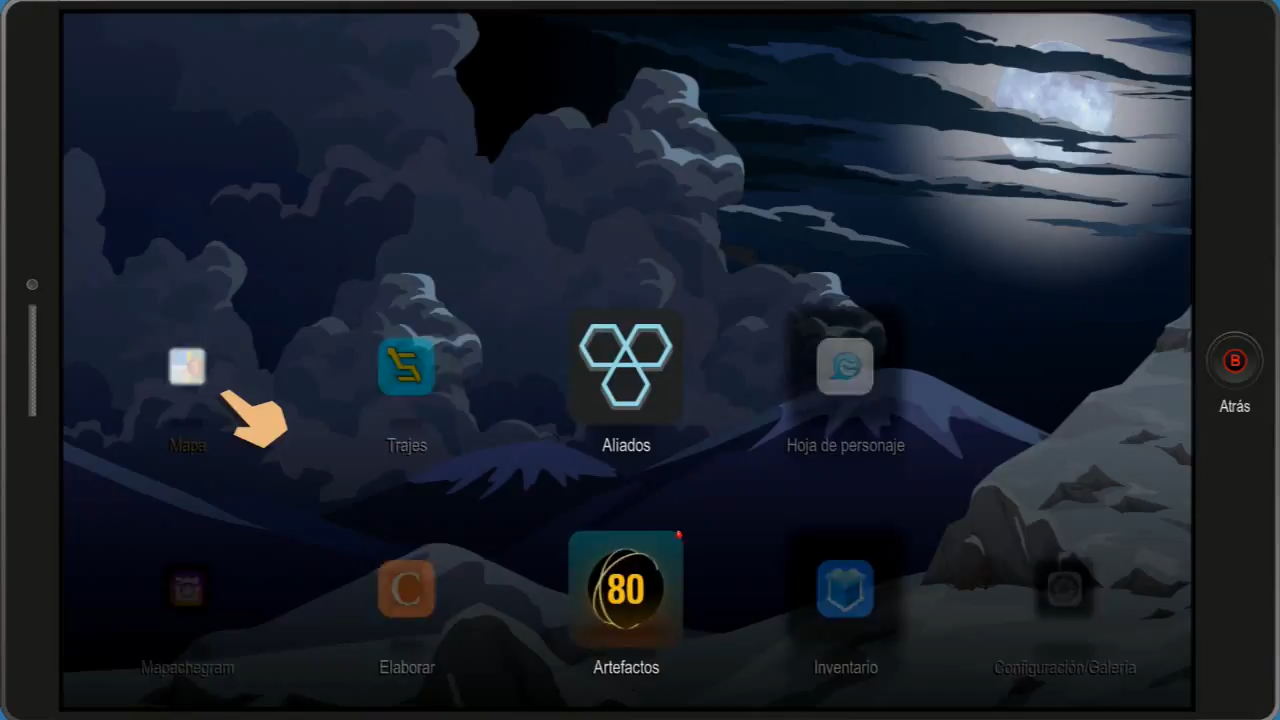 B
Atrás
Mapa
Trajes
Aliados
Hoja de personaje
C
80
Mapachegram
Elaborar
Artefactos
Inventario
Configuración/Galería